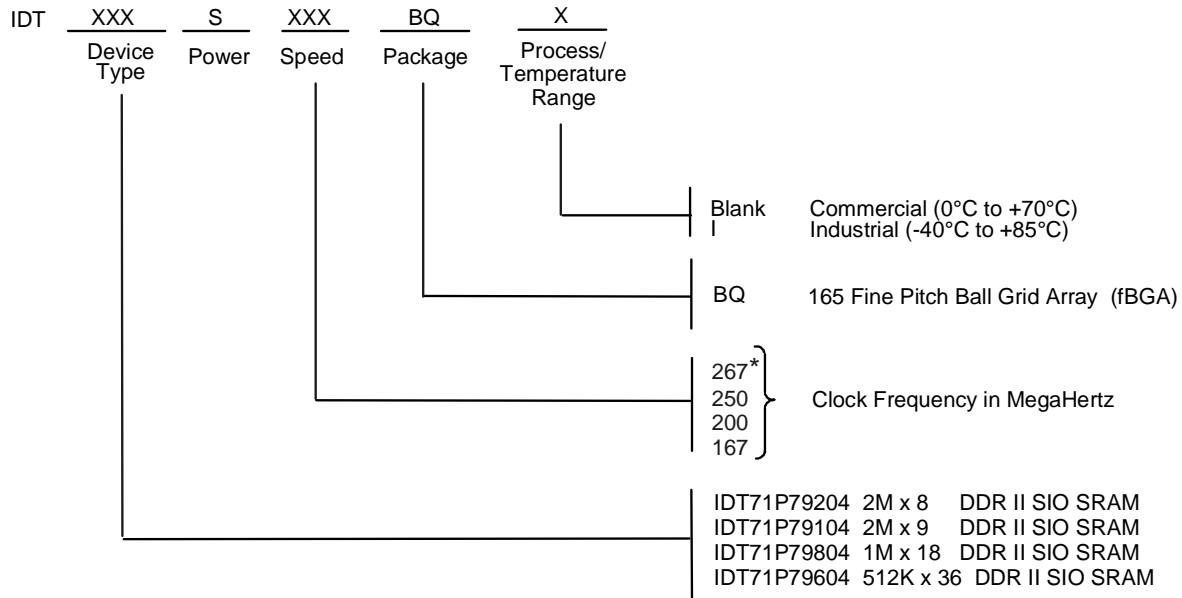 IDT XXX S XXX BQ X
Device Type Power Speed Package Process/ Temperature Range
Blank Commercial (0°C to +70°C)
I Industrial (-40°C to +85°C)
BQ 165 Fine Pitch Ball Grid Array (fBGA)
267*
250
200
167
Clock Frequency in MegaHertz
IDT71P79204 2M x 8 DDR II SIO SRAM
IDT71P79104 2M x 9 DDR II SIO SRAM
IDT71P79804 1M x 18 DDR II SIO SRAM
IDT71P79604 512K x 36 DDR II SIO SRAM